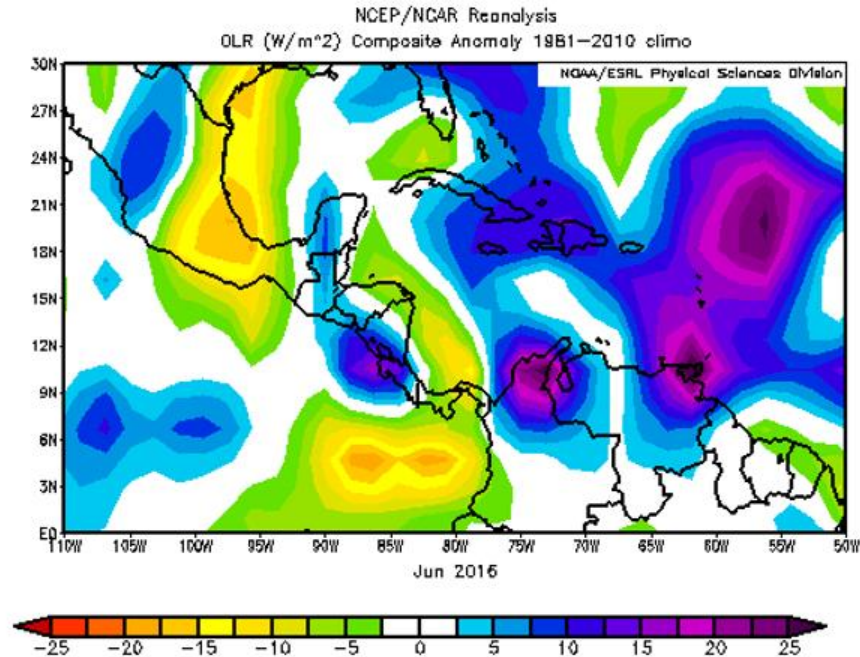 NCEP/NCAR Reanalysis
OLR (W/m^2) Composite Anomaly 1981-2010 climo
NOAA/ESRL Physical Sciences Division
30N
27N
24N
21N
18N
15N
12N
9N
6N
3N
EQ
110W 105W 100W 95W 90W 85W 80W 75W 70W 65W 60W 55W 50W
Jun 2016
-25 -20 -15 -10 -5 0 5 10 15 20 25